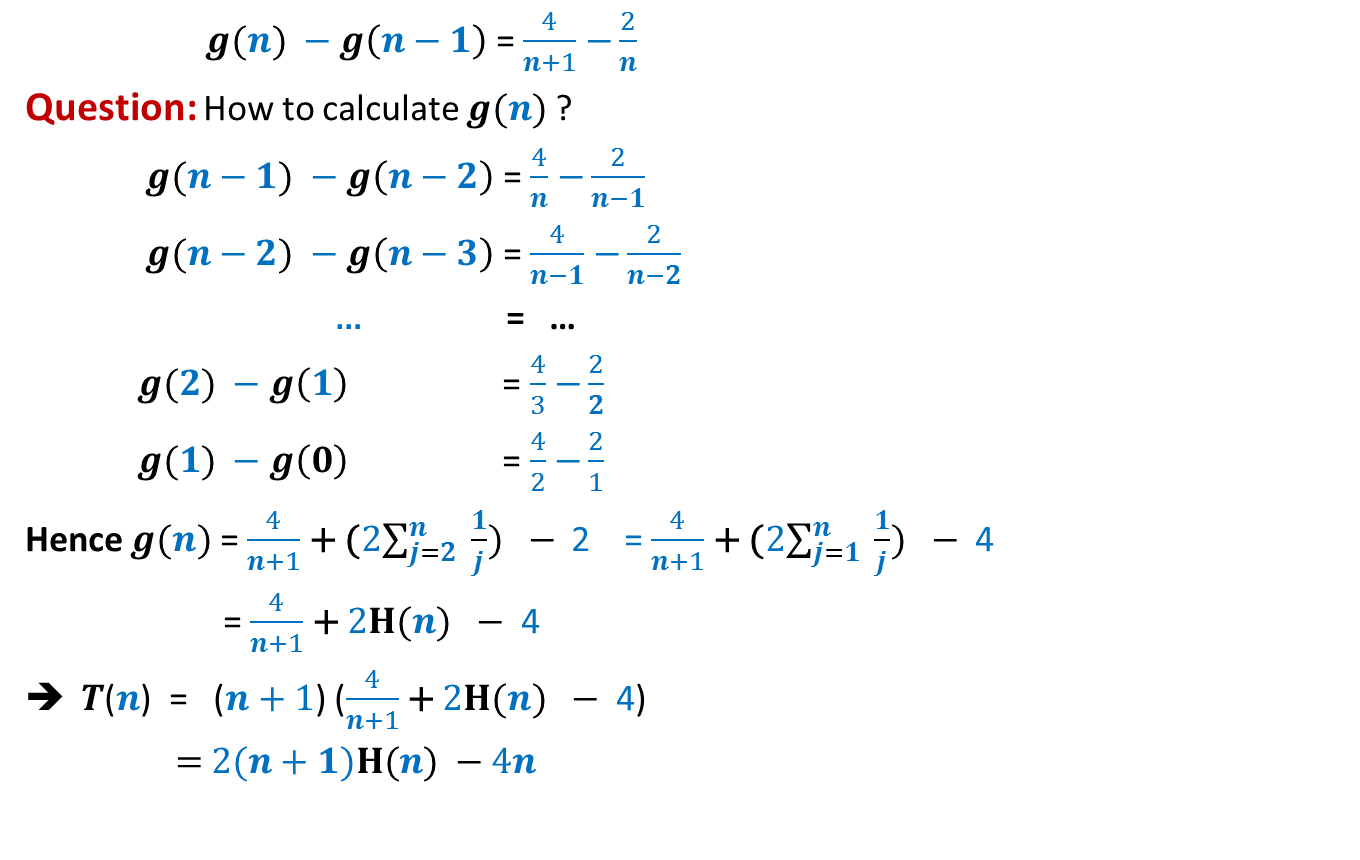 g(n) − g(n − 1) = 4/(n+1) − 2/n
Question: How to calculate g(n) ?
g(n − 1) − g(n − 2) = 4/n − 2/(n−1)
g(n − 2) − g(n − 3) = 4/(n−1) − 2/(n−2)
... = ...
g(2) − g(1) = 4/3 − 2/2
g(1) − g(0) = 4/2 − 2/1
Hence g(n) = 4/(n+1) + (2∑_{j=2}^{n} 1/j) − 2 = 4/(n+1) + (2∑_{j=1}^{n} 1/j) − 4
= 4/(n+1) + 2H(n) − 4
➔ T(n) = (n + 1) (4/(n+1) + 2H(n) − 4)
= 2(n + 1)H(n) − 4n